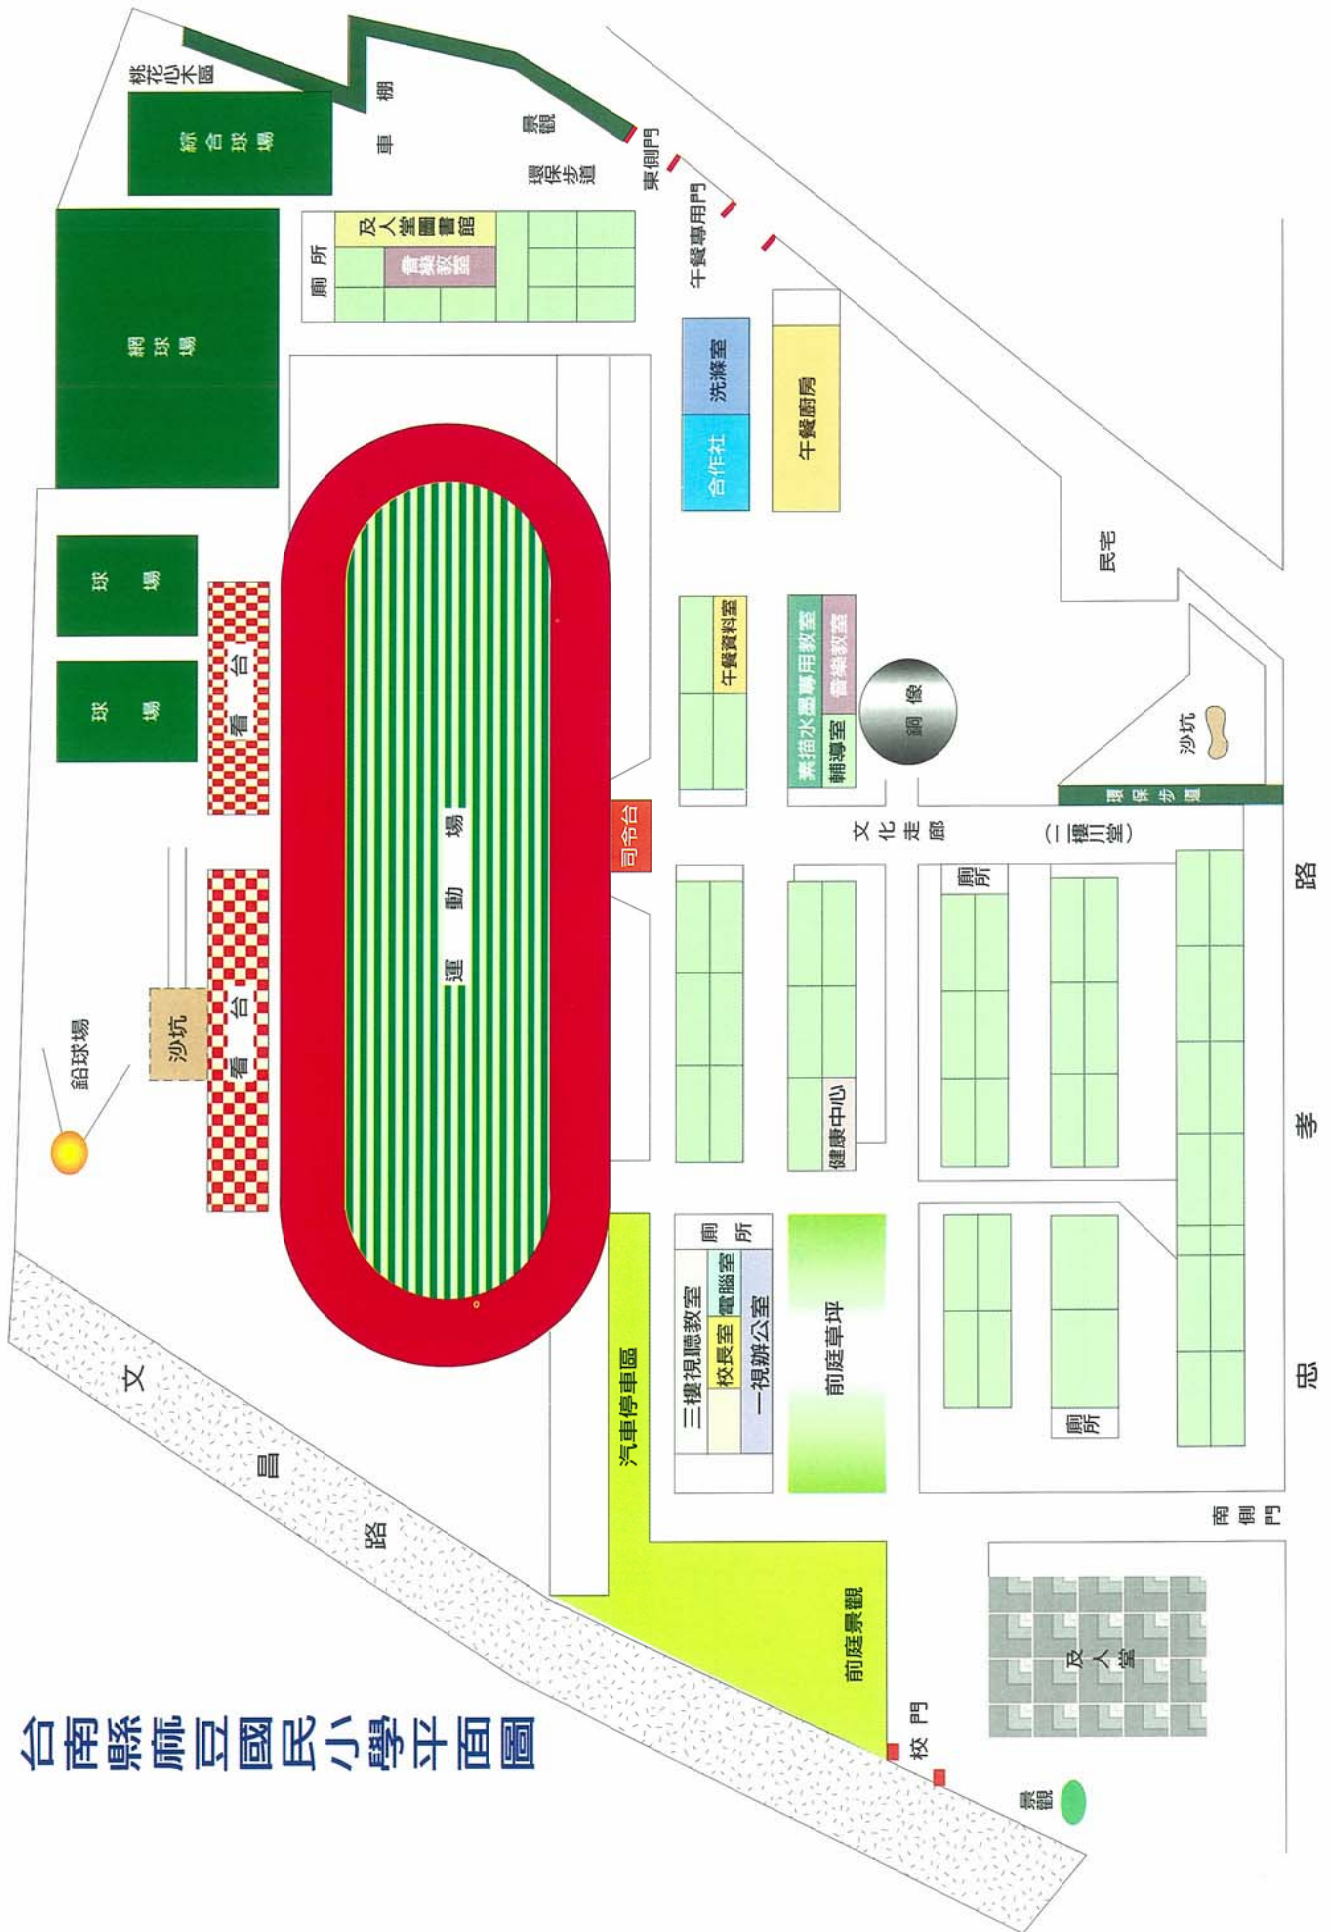 台南縣麻豆國民小學平面圖
文昌路
鉛球場
沙坑
看台
看台
球場
球場
網球場
綜合球場
桃花心木區
車棚
景觀
環保步道
東側門
午餐專用門
廁所
及人堂圖書館
音樂教室
運動場
司令台
合作社
洗滌室
午餐廚房
午餐資料室
素描水墨專用教室
輔導室
音樂教室
銅像
文化走廊
(二樓川堂)
民宅
沙坑
環保步道
汽車停車區
三樓視聽教室
校長室
電腦室
一視辦公室
廁所
健康中心
前庭草坪
前庭景觀
廁所
廁所
校門
景觀
及人堂
南側門
忠孝路